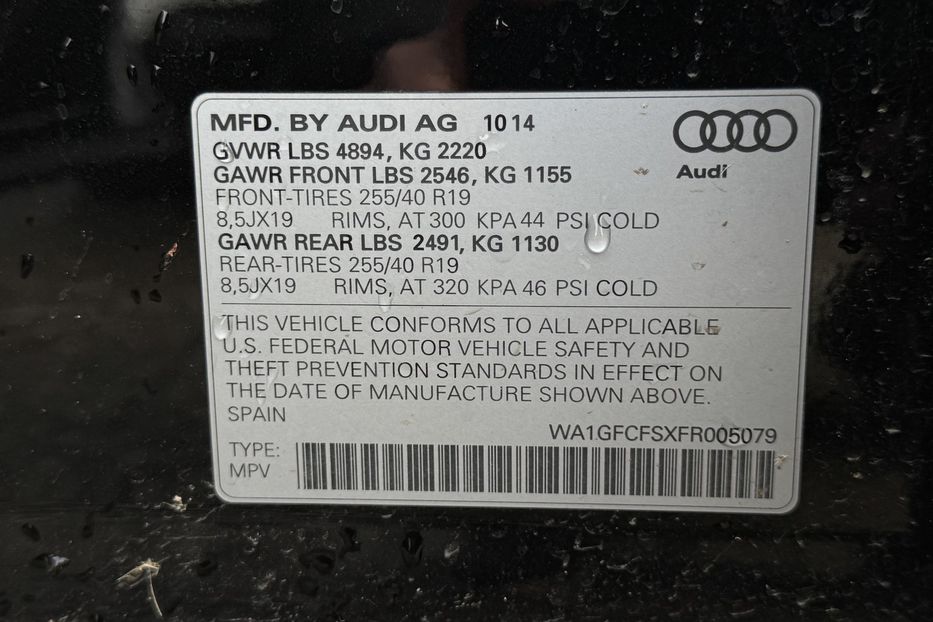 MFD. BY AUDI AG 10 14
GVWR LBS 4894, KG 2220
GAWR FRONT LBS 2546, KG 1155
FRONT-TIRES 255/40 R19
8,5JX19 RIMS, AT 300 KPA 44 PSI COLD
GAWR REAR LBS 2491, KG 1130
REAR-TIRES 255/40 R19
8,5JX19 RIMS, AT 320 KPA 46 PSI COLD
Audi
THIS VEHICLE CONFORMS TO ALL APPLICABLE
U.S. FEDERAL MOTOR VEHICLE SAFETY AND
THEFT PREVENTION STANDARDS IN EFFECT ON
THE DATE OF MANUFACTURE SHOWN ABOVE.
SPAIN
WA1GFCFSXFR005079
TYPE:
MPV